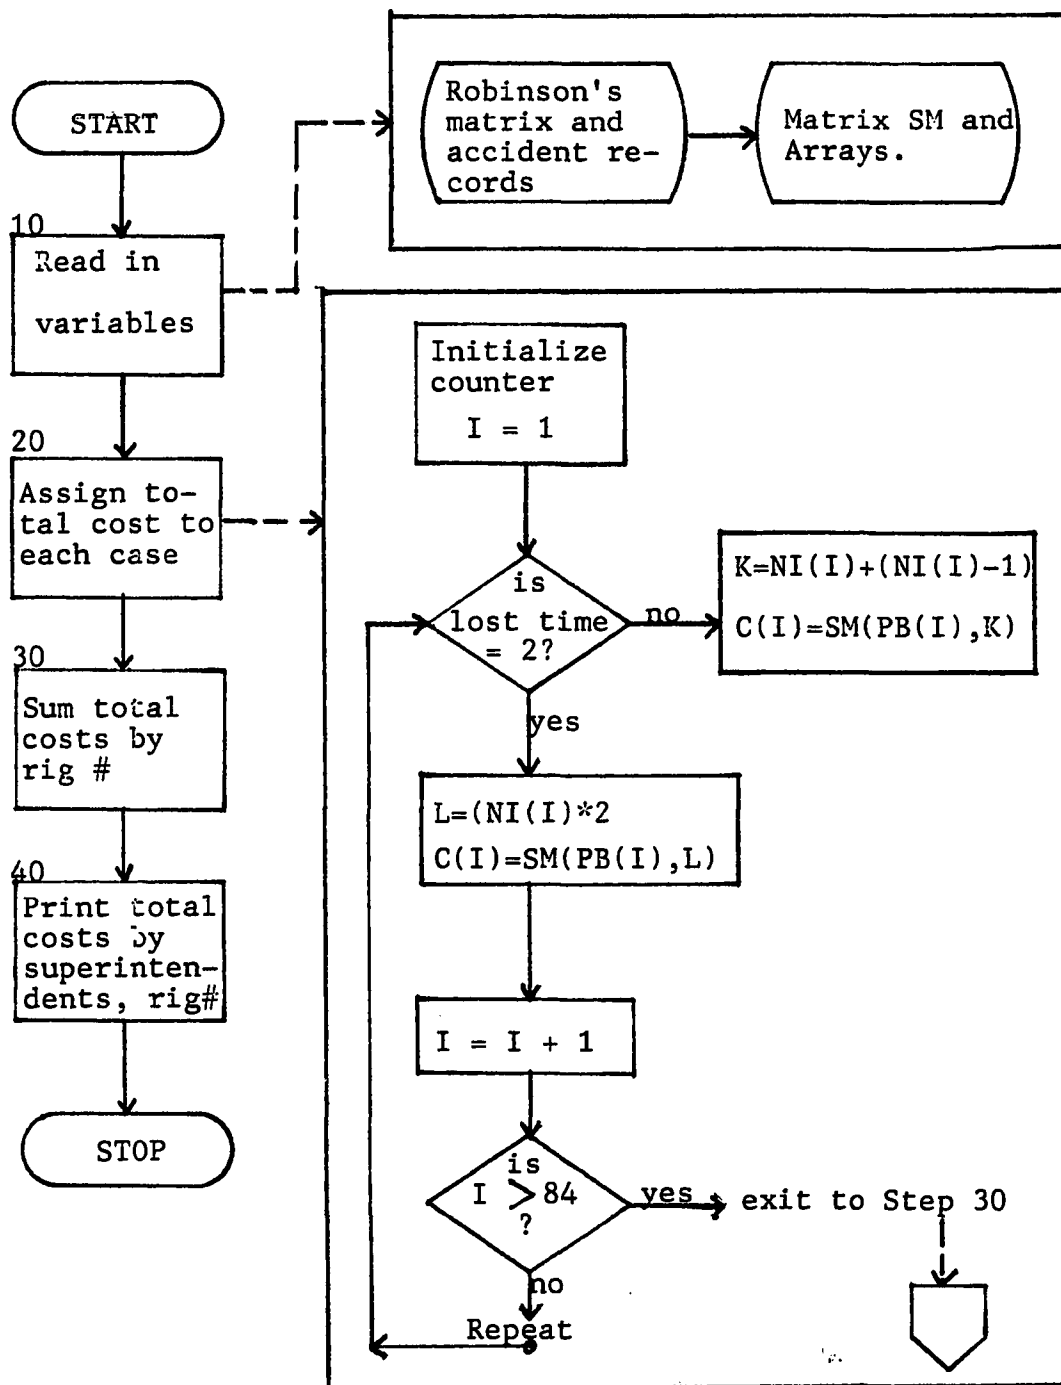 START
10
Read in
variables
20
Assign to-
tal cost to
each case
30
Sum total
costs by
rig #
40
Print total
costs by
superinten-
dents, rig#
STOP
Robinson's
matrix and
accident re-
cords
Matrix SM and
Arrays.
Initialize
counter
I = 1
is
lost time
= 2?
no
K=NI(I)+(NI(I)-1)
C(I)=SM(PB(I),K)
yes
L=(NI(I)*2
C(I)=SM(PB(I),L)
I = I + 1
is
I > 84
?
yes
exit to Step 30
no
Repeat